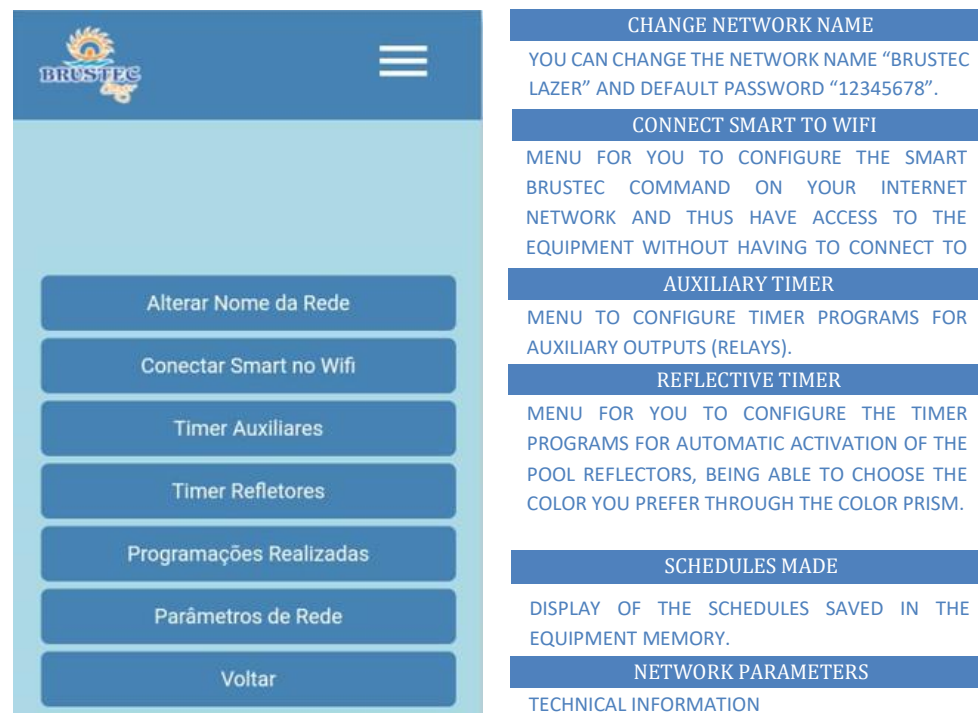 BRUSTEC
lazer
Alterar Nome da Rede
Conectar Smart no Wifi
Timer Auxiliares
Timer Refletores
Programações Realizadas
Parâmetros de Rede
Voltar
CHANGE NETWORK NAME
YOU CAN CHANGE THE NETWORK NAME “BRUSTEC
LAZER” AND DEFAULT PASSWORD “12345678”.
CONNECT SMART TO WIFI
MENU FOR YOU TO CONFIGURE THE SMART
BRUSTEC COMMAND ON YOUR INTERNET
NETWORK AND THUS HAVE ACCESS TO THE
EQUIPMENT WITHOUT HAVING TO CONNECT TO
AUXILIARY TIMER
MENU TO CONFIGURE TIMER PROGRAMS FOR
AUXILIARY OUTPUTS (RELAYS).
REFLECTIVE TIMER
MENU FOR YOU TO CONFIGURE THE TIMER
PROGRAMS FOR AUTOMATIC ACTIVATION OF THE
POOL REFLECTORS, BEING ABLE TO CHOOSE THE
COLOR YOU PREFER THROUGH THE COLOR PRISM.
SCHEDULES MADE
DISPLAY OF THE SCHEDULES SAVED IN THE
EQUIPMENT MEMORY.
NETWORK PARAMETERS
TECHNICAL INFORMATION